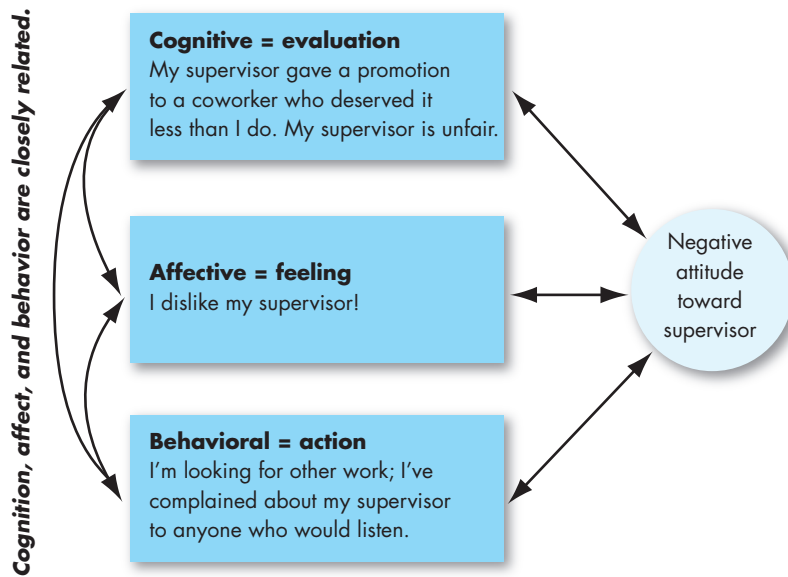 Cognition, affect, and behavior are closely related.
Cognitive = evaluation
My supervisor gave a promotion
to a coworker who deserved it
less than I do. My supervisor is unfair.
Affective = feeling
I dislike my supervisor!
Behavioral = action
I'm looking for other work; I've
complained about my supervisor
to anyone who would listen.
Negative
attitude
toward
supervisor